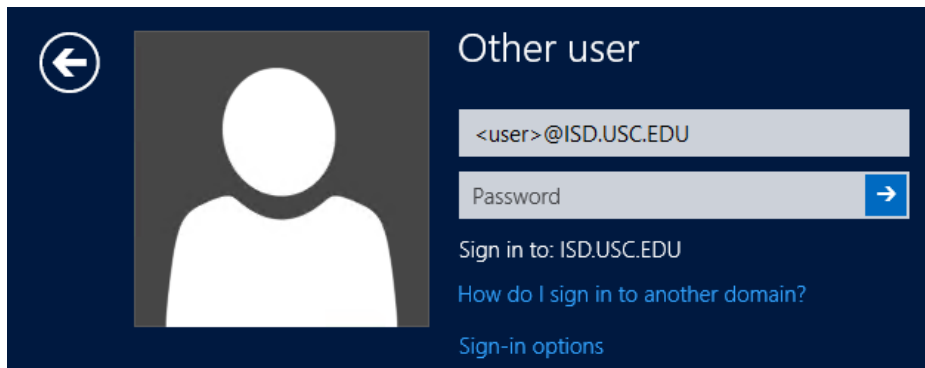 Other user
<user>@ISD.USC.EDU
Password
Sign in to: ISD.USC.EDU
How do I sign in to another domain?
Sign-in options